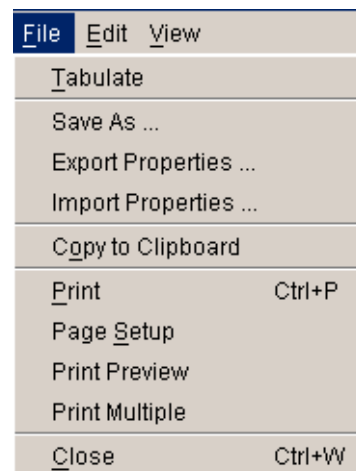 File Edit View
Tabulate
Save As ...
Export Properties ...
Import Properties ...
Copy to Clipboard
Print Ctrl+P
Page Setup
Print Preview
Print Multiple
Close Ctrl+W